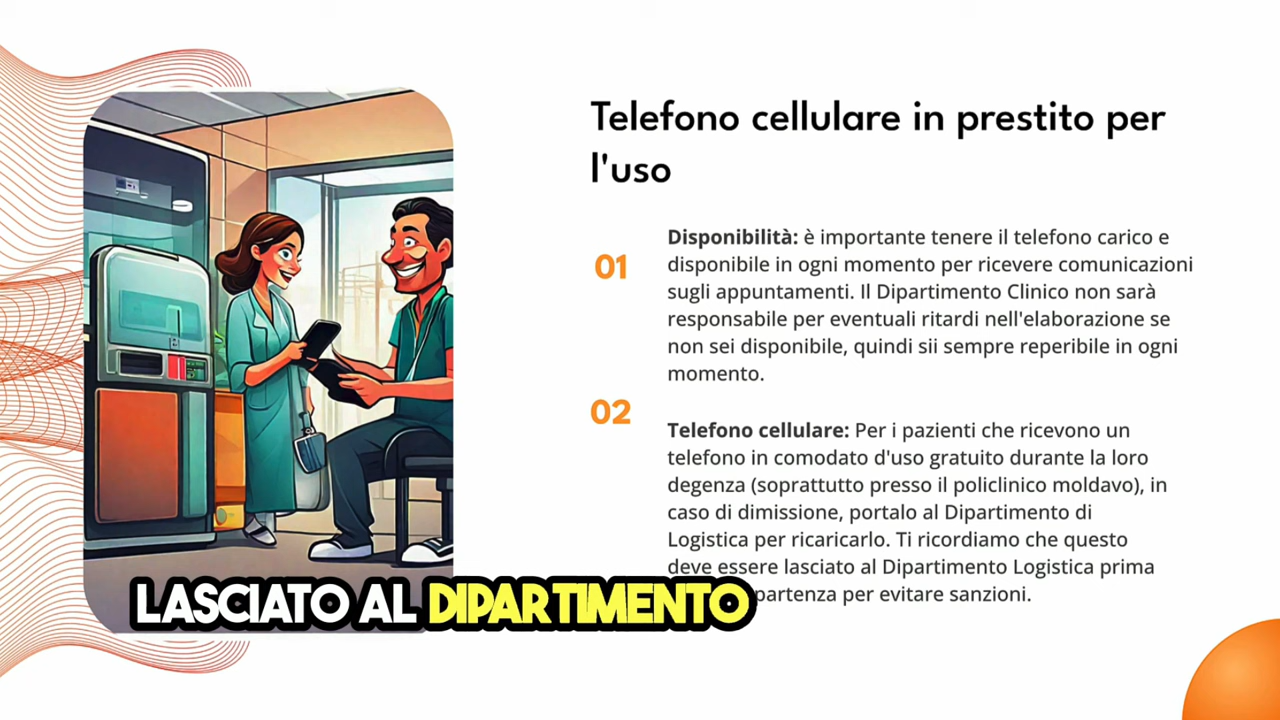 Telefono cellulare in prestito per
l'uso
01
Disponibilità: è importante tenere il telefono carico e
disponibile in ogni momento per ricevere comunicazioni
sugli appuntamenti. Il Dipartimento Clinico non sarà
responsabile per eventuali ritardi nell'elaborazione se
non sei disponibile, quindi sii sempre reperibile in ogni
momento.
02
Telefono cellulare: Per i pazienti che ricevono un
telefono in comodato d'uso gratuito durante la loro
degenza (soprattutto presso il policlinico moldavo), in
caso di dimissione, portalo al Dipartimento di
Logistica per ricaricarlo. Ti ricordiamo che questo
deve essere lasciato al Dipartimento Logistica prima
partenza per evitare sanzioni.
LASCIATO AL DIPARTIMENTO